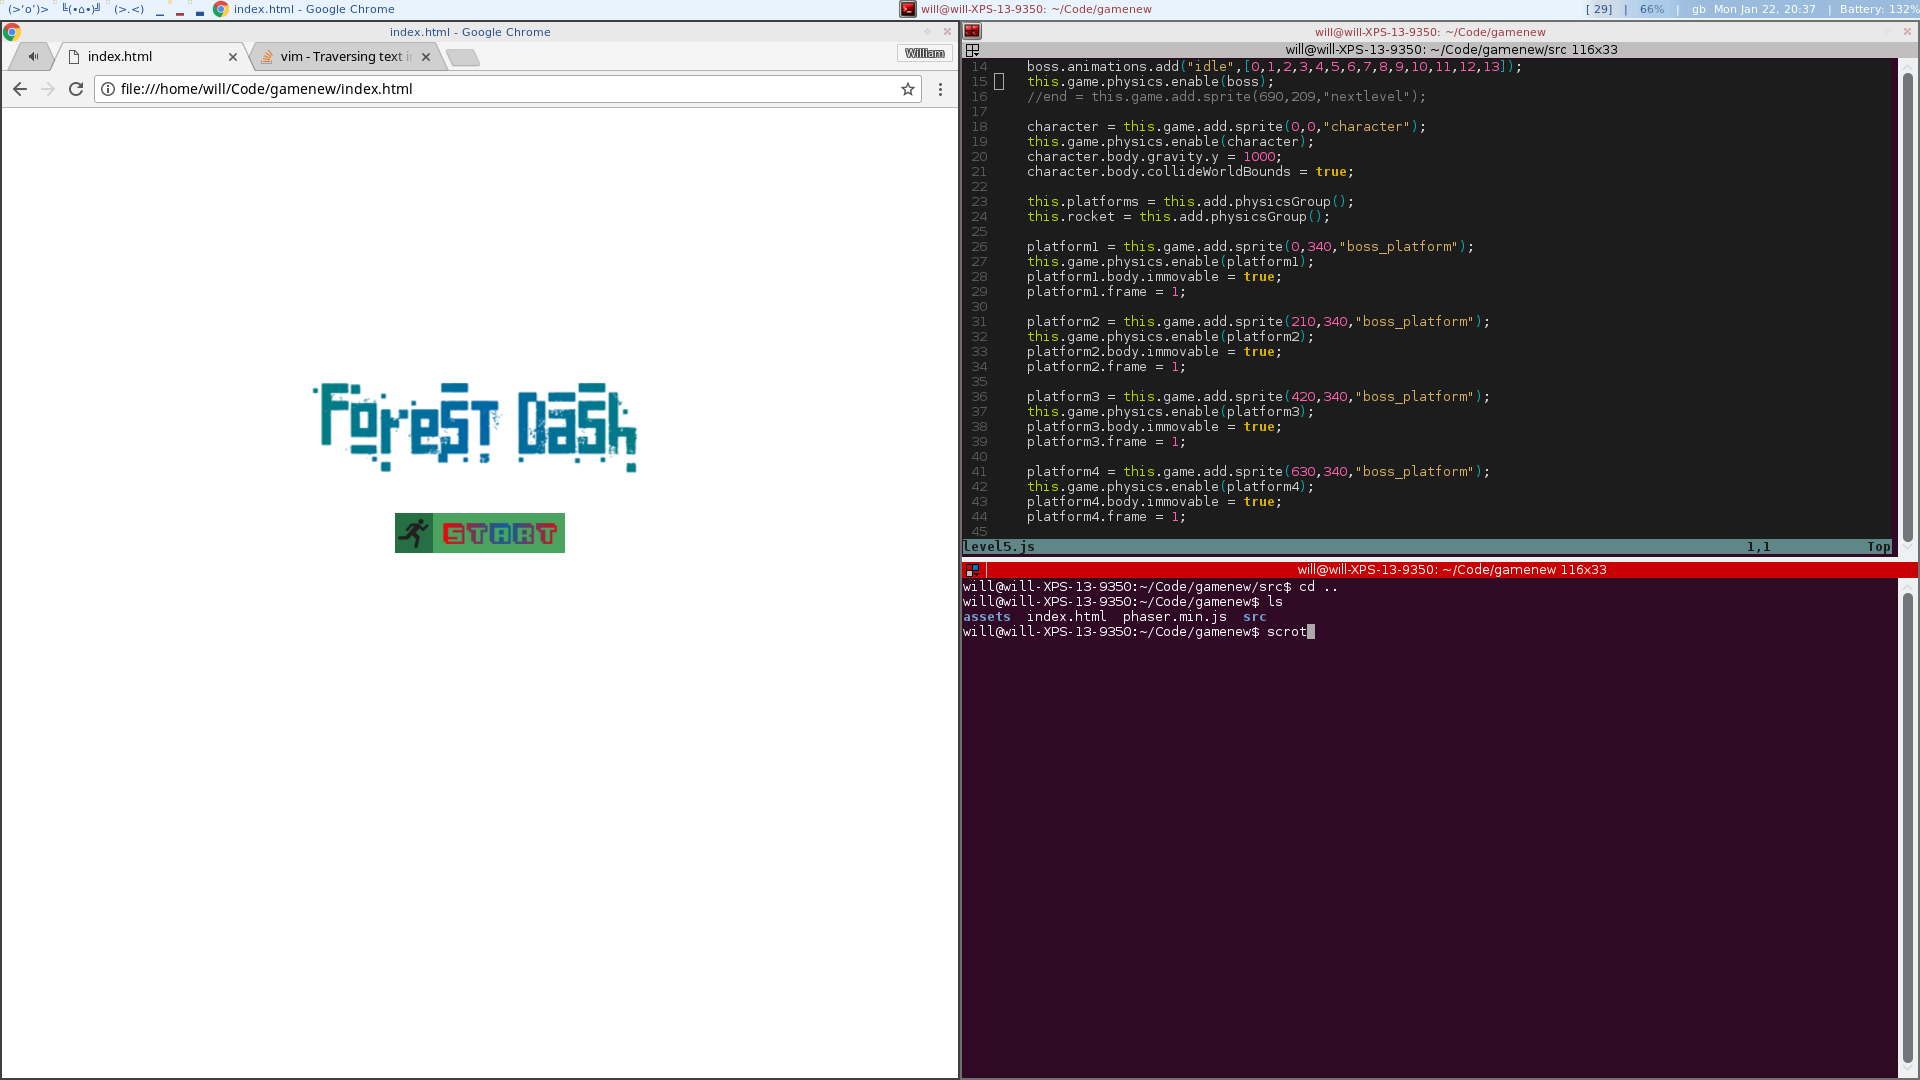 (>'o')> ╚(•⌂•)╝ (>.<) index.html - Google Chrome
will@will-XPS-13-9350: ~/Code/gamenew
[ 29] | 66% | gb Mon Jan 22, 20:37 | Battery: 132%
index.html - Google Chrome
index.html
vim - Traversing text i
William
file:///home/will/Code/gamenew/index.html
Forest Dash
START
will@will-XPS-13-9350: ~/Code/gamenew
will@will-XPS-13-9350: ~/Code/gamenew/src 116x33
14 boss.animations.add("idle",[0,1,2,3,4,5,6,7,8,9,10,11,12,13]);
15 this.game.physics.enable(boss);
16 //end = this.game.add.sprite(690,209,"nextlevel");
17
18 character = this.game.add.sprite(0,0,"character");
19 this.game.physics.enable(character);
20 character.body.gravity.y = 1000;
21 character.body.collideWorldBounds = true;
22
23 this.platforms = this.add.physicsGroup();
24 this.rocket = this.add.physicsGroup();
25
26 platform1 = this.game.add.sprite(0,340,"boss_platform");
27 this.game.physics.enable(platform1);
28 platform1.body.immovable = true;
29 platform1.frame = 1;
30
31 platform2 = this.game.add.sprite(210,340,"boss_platform");
32 this.game.physics.enable(platform2);
33 platform2.body.immovable = true;
34 platform2.frame = 1;
35
36 platform3 = this.game.add.sprite(420,340,"boss_platform");
37 this.game.physics.enable(platform3);
38 platform3.body.immovable = true;
39 platform3.frame = 1;
40
41 platform4 = this.game.add.sprite(630,340,"boss_platform");
42 this.game.physics.enable(platform4);
43 platform4.body.immovable = true;
44 platform4.frame = 1;
45
level5.js 1,1 Top
will@will-XPS-13-9350: ~/Code/gamenew 116x33
will@will-XPS-13-9350:~/Code/gamenew/src$ cd ..
will@will-XPS-13-9350:~/Code/gamenew$ ls
assets index.html phaser.min.js src
will@will-XPS-13-9350:~/Code/gamenew$ scrot